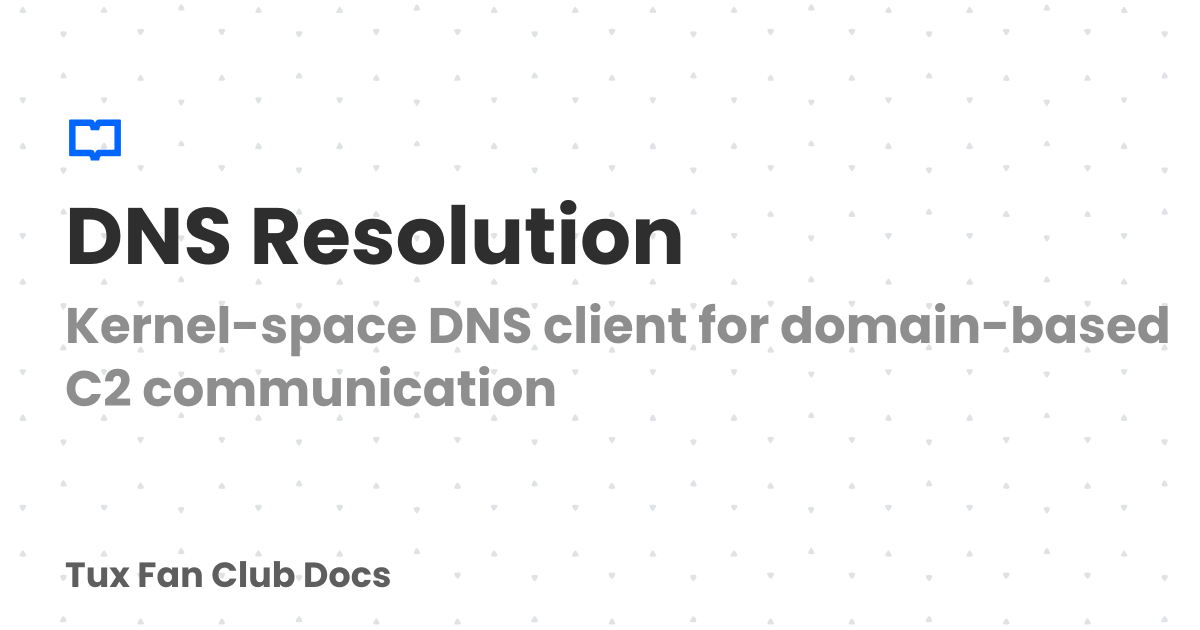 DNS Resolution
Kernel-space DNS client for domain-based
C2 communication
Tux Fan Club Docs